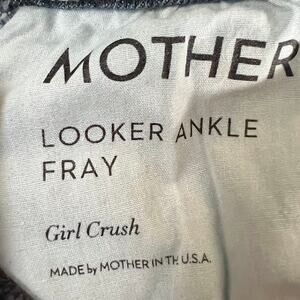 MOTHER
LOOKER ANKLE
FRAY
Girl Crush
MADE by MOTHER IN TH U.S.A.